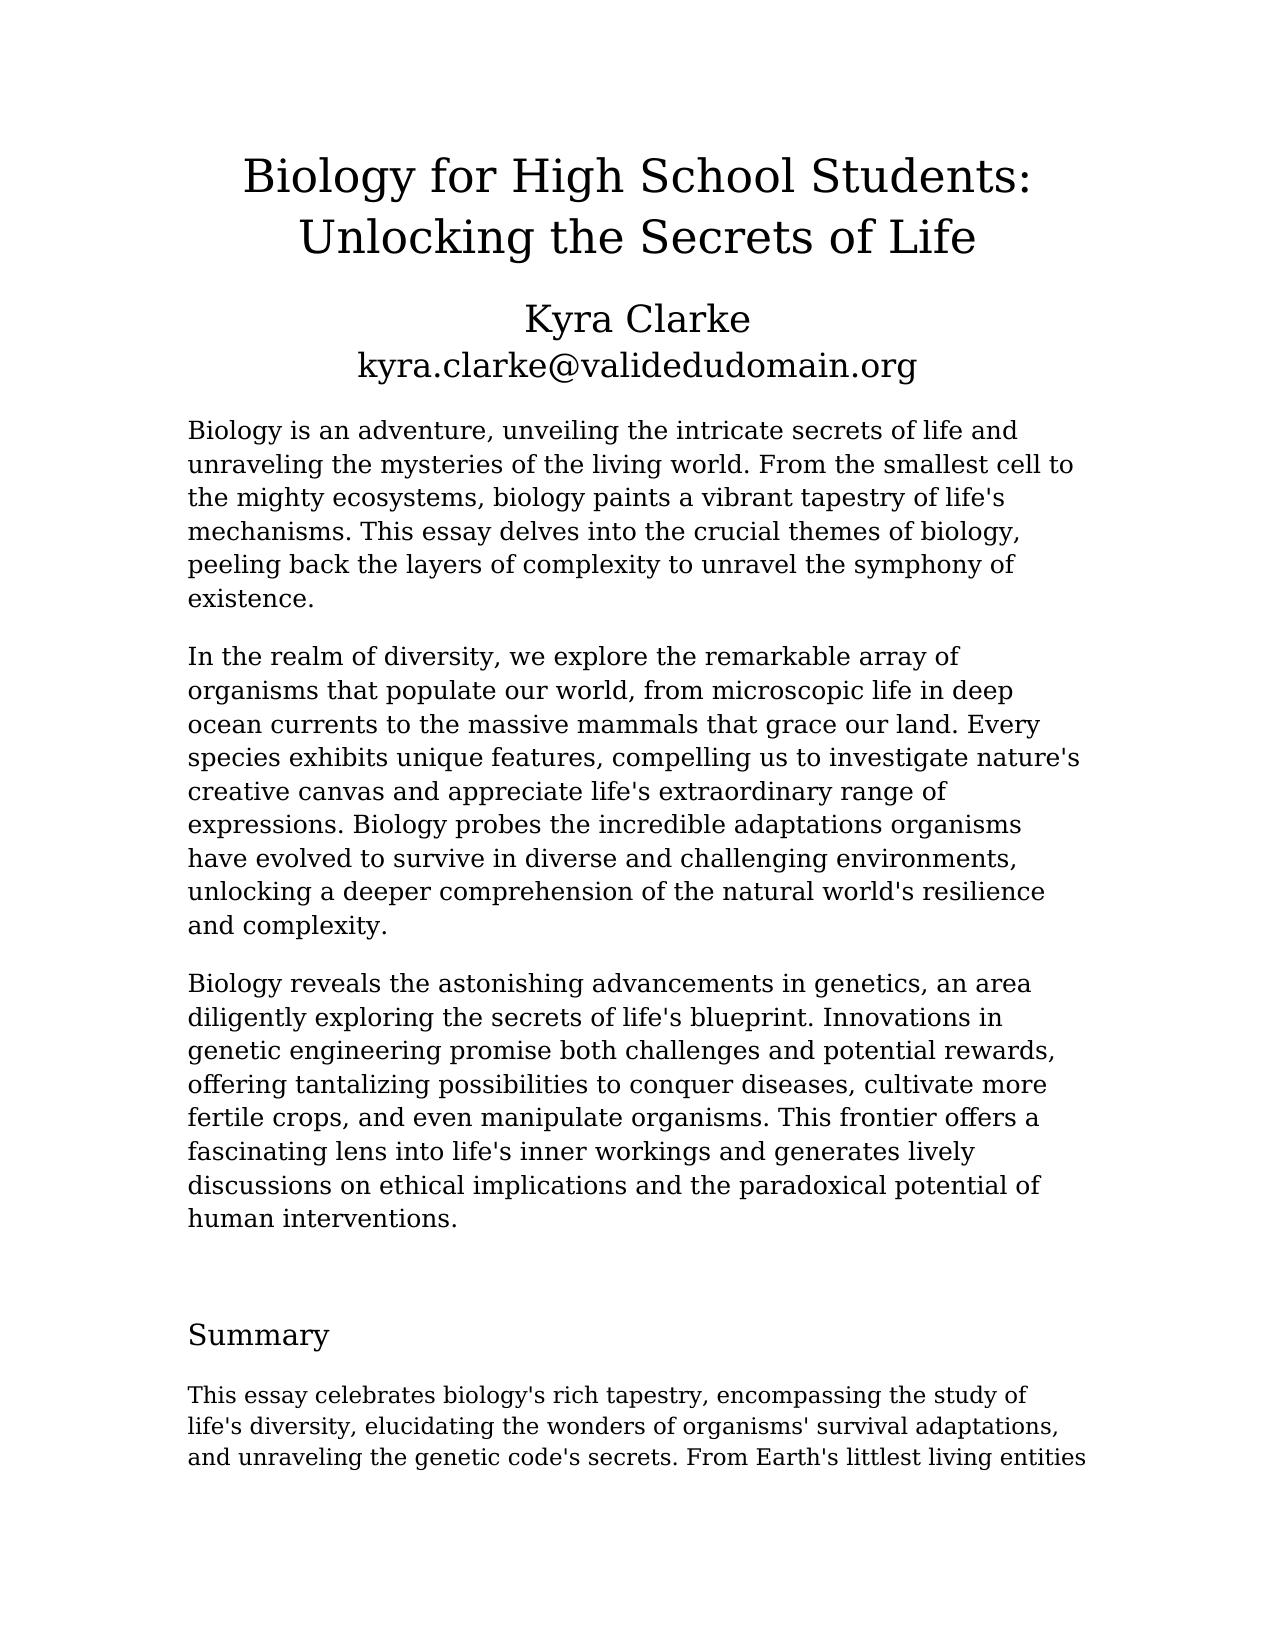 Biology for High School Students:
Unlocking the Secrets of Life
Kyra Clarke
kyra.clarke@validedudomain.org
Biology is an adventure, unveiling the intricate secrets of life and
unraveling the mysteries of the living world. From the smallest cell to
the mighty ecosystems, biology paints a vibrant tapestry of life's
mechanisms. This essay delves into the crucial themes of biology,
peeling back the layers of complexity to unravel the symphony of
existence.
In the realm of diversity, we explore the remarkable array of
organisms that populate our world, from microscopic life in deep
ocean currents to the massive mammals that grace our land. Every
species exhibits unique features, compelling us to investigate nature's
creative canvas and appreciate life's extraordinary range of
expressions. Biology probes the incredible adaptations organisms
have evolved to survive in diverse and challenging environments,
unlocking a deeper comprehension of the natural world's resilience
and complexity.
Biology reveals the astonishing advancements in genetics, an area
diligently exploring the secrets of life's blueprint. Innovations in
genetic engineering promise both challenges and potential rewards,
offering tantalizing possibilities to conquer diseases, cultivate more
fertile crops, and even manipulate organisms. This frontier offers a
fascinating lens into life's inner workings and generates lively
discussions on ethical implications and the paradoxical potential of
human interventions.
Summary
This essay celebrates biology's rich tapestry, encompassing the study of
life's diversity, elucidating the wonders of organisms' survival adaptations,
and unraveling the genetic code's secrets. From Earth's littlest living entities